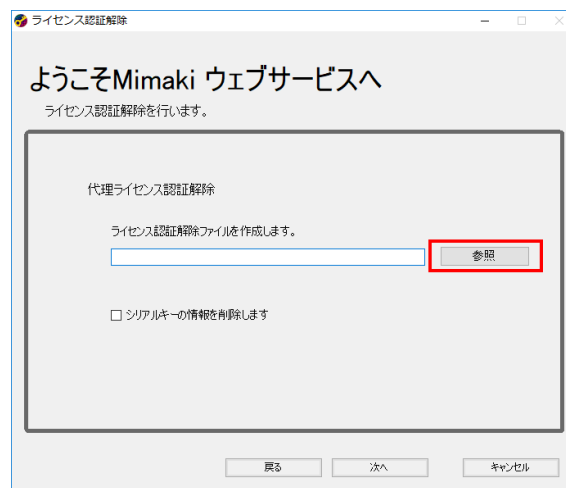 ライセンス認証解除
ようこそMimaki ウェブサービスへ
ライセンス認証解除を行います。
代理ライセンス認証解除
ライセンス認証解除ファイルを作成します。
参照
シリアルキーの情報を削除します
戻る
次へ
キャンセル